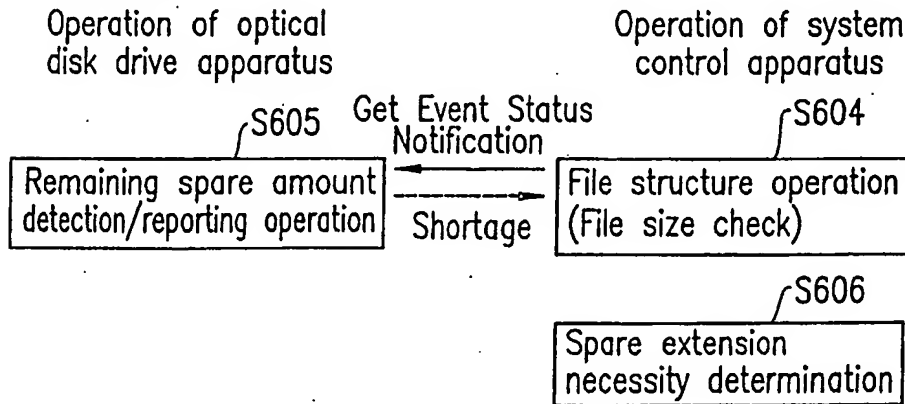 Operation of optical
disk drive apparatus
Operation of system
control apparatus
S605
Get Event Status
Notification
S604
Remaining spare amount
detection/reporting operation
Shortage
File structure operation
(File size check)
S606
Spare extension
necessity determination